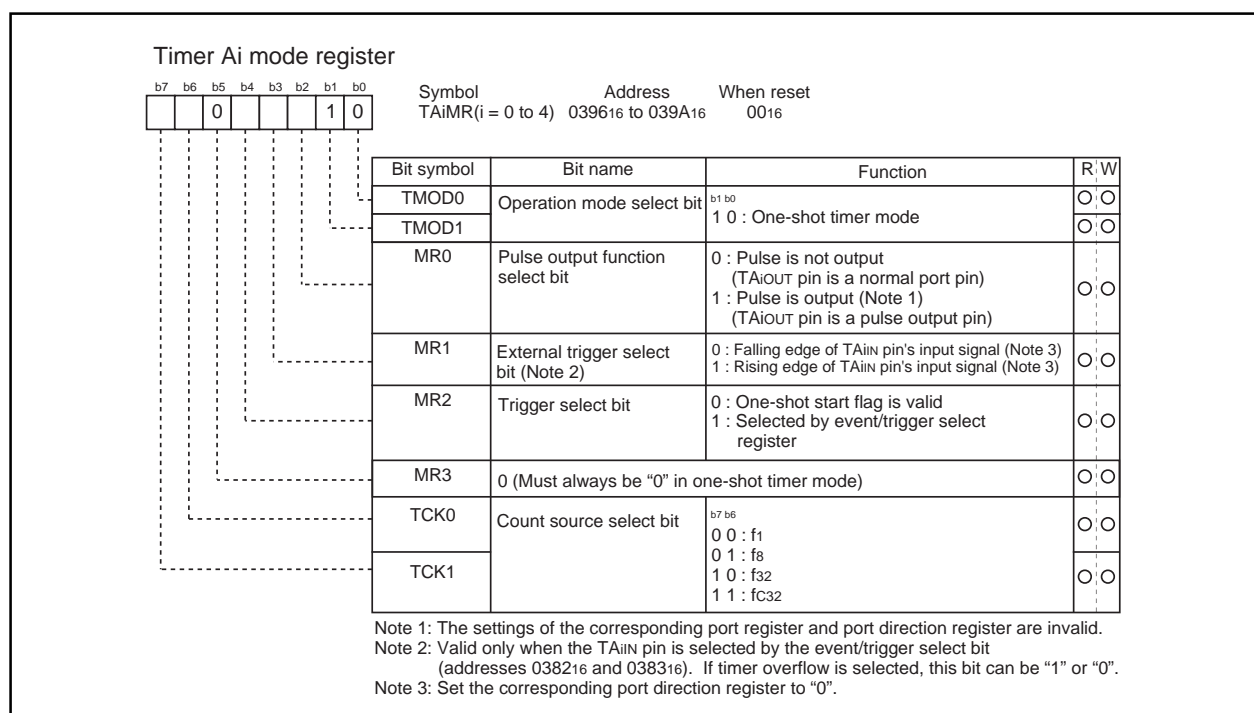 Timer Ai mode register
b7 b6 b5 b4 b3 b2 b1 b0
0 1 0
Symbol Address When reset
TAiMR(i = 0 to 4) 039616 to 039A16 0016
Bit symbol Bit name Function R W
TMOD0 Operation mode select bit b1 b0
1 0 : One-shot timer mode
TMOD1
MR0 Pulse output function 0 : Pulse is not output
select bit (TAiOUT pin is a normal port pin)
1 : Pulse is output (Note 1)
(TAiOUT pin is a pulse output pin)
MR1 External trigger select 0 : Falling edge of TAiIN pin's input signal (Note 3)
bit (Note 2) 1 : Rising edge of TAiIN pin's input signal (Note 3)
MR2 Trigger select bit 0 : One-shot start flag is valid
1 : Selected by event/trigger select
register
MR3 0 (Must always be “0” in one-shot timer mode)
TCK0 Count source select bit b7 b6
0 0 : f1
0 1 : f8
TCK1 1 0 : f32
1 1 : fC32
Note 1: The settings of the corresponding port register and port direction register are invalid.
Note 2: Valid only when the TAiIN pin is selected by the event/trigger select bit
(addresses 038216 and 038316). If timer overflow is selected, this bit can be “1” or “0”.
Note 3: Set the corresponding port direction register to “0”.